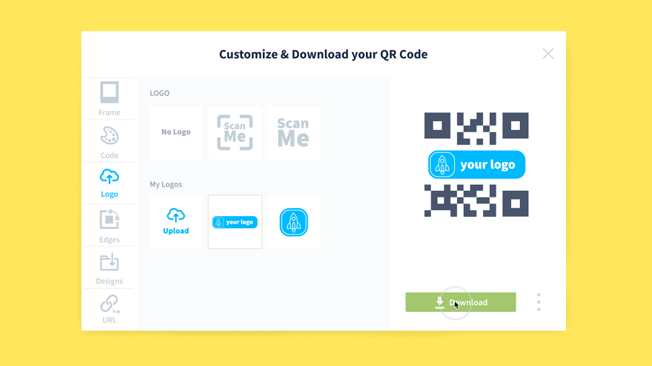 Customize & Download your QR Code
Frame
Code
Logo
Edges
Designs
URL
LOGO
No Logo
Scan
Me
Scan
Me
My Logos
Upload
your logo
your logo
Download